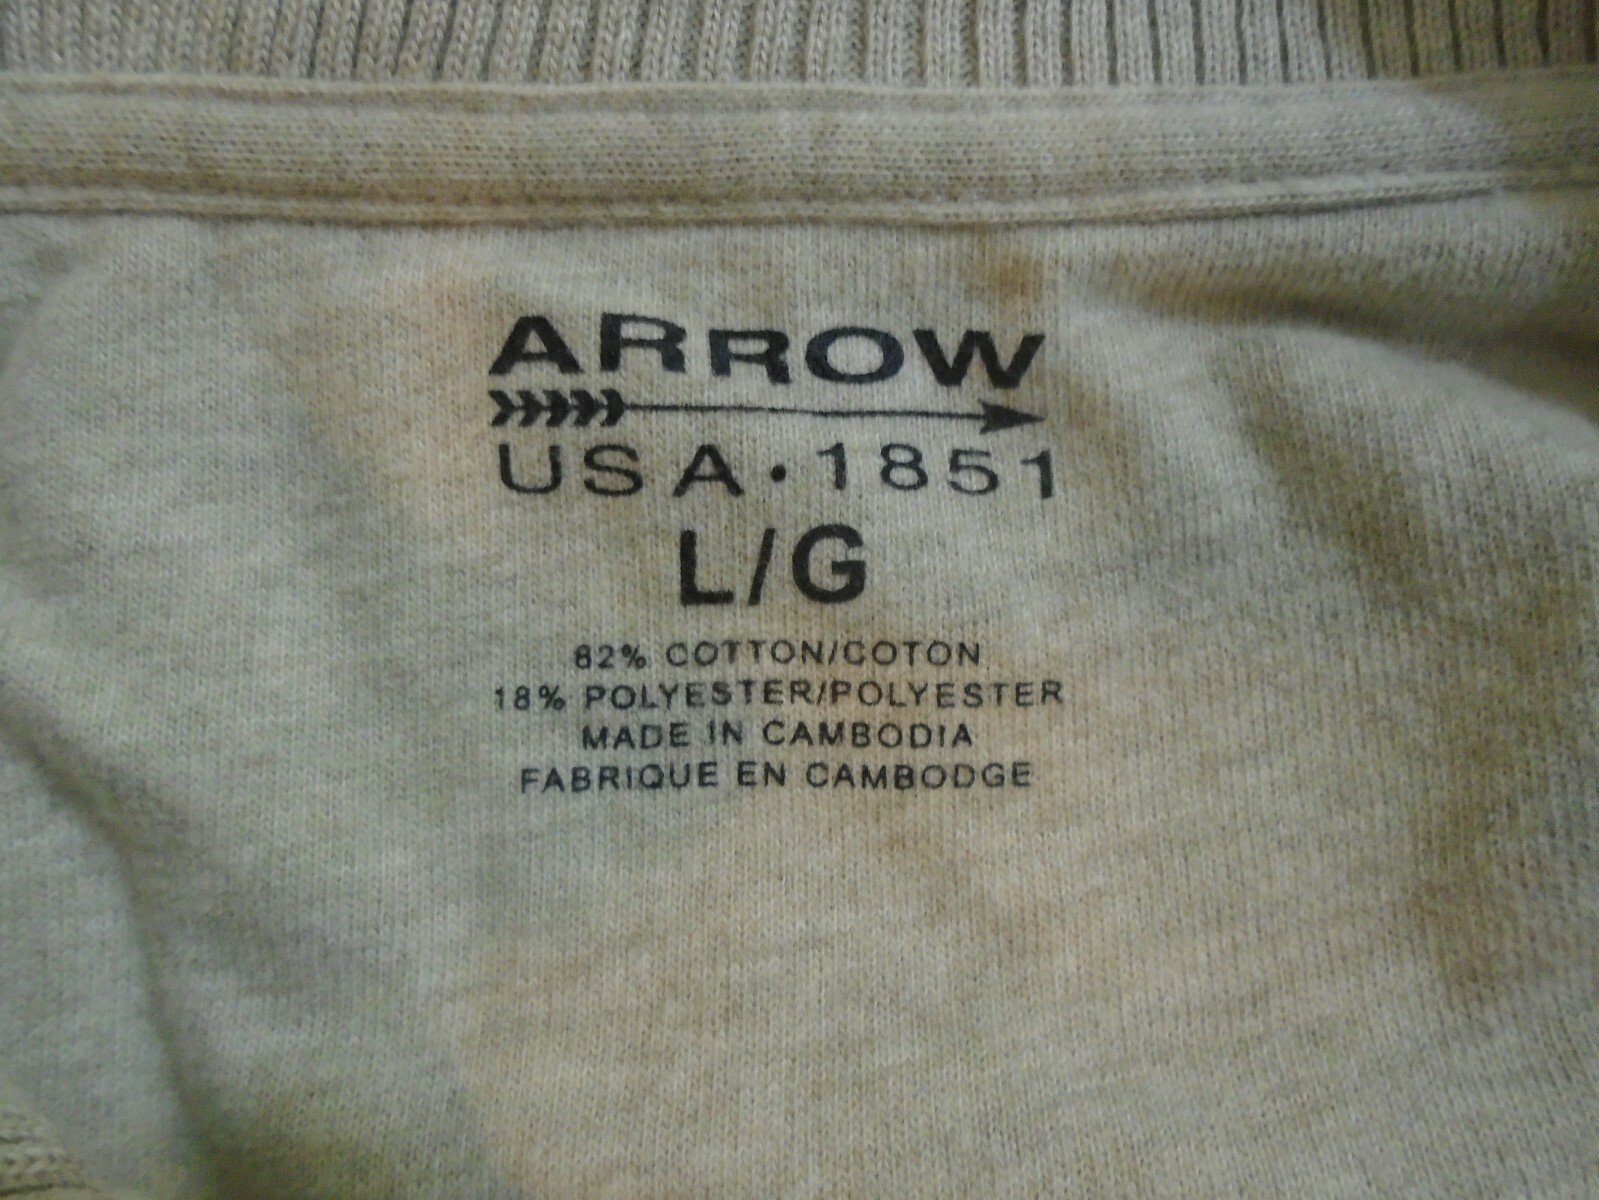 ARROW
USA·1851
L/G
82% COTTON/COTON
18% POLYESTER/POLYESTER
MADE IN CAMBODIA
FABRIQUE EN CAMBODGE